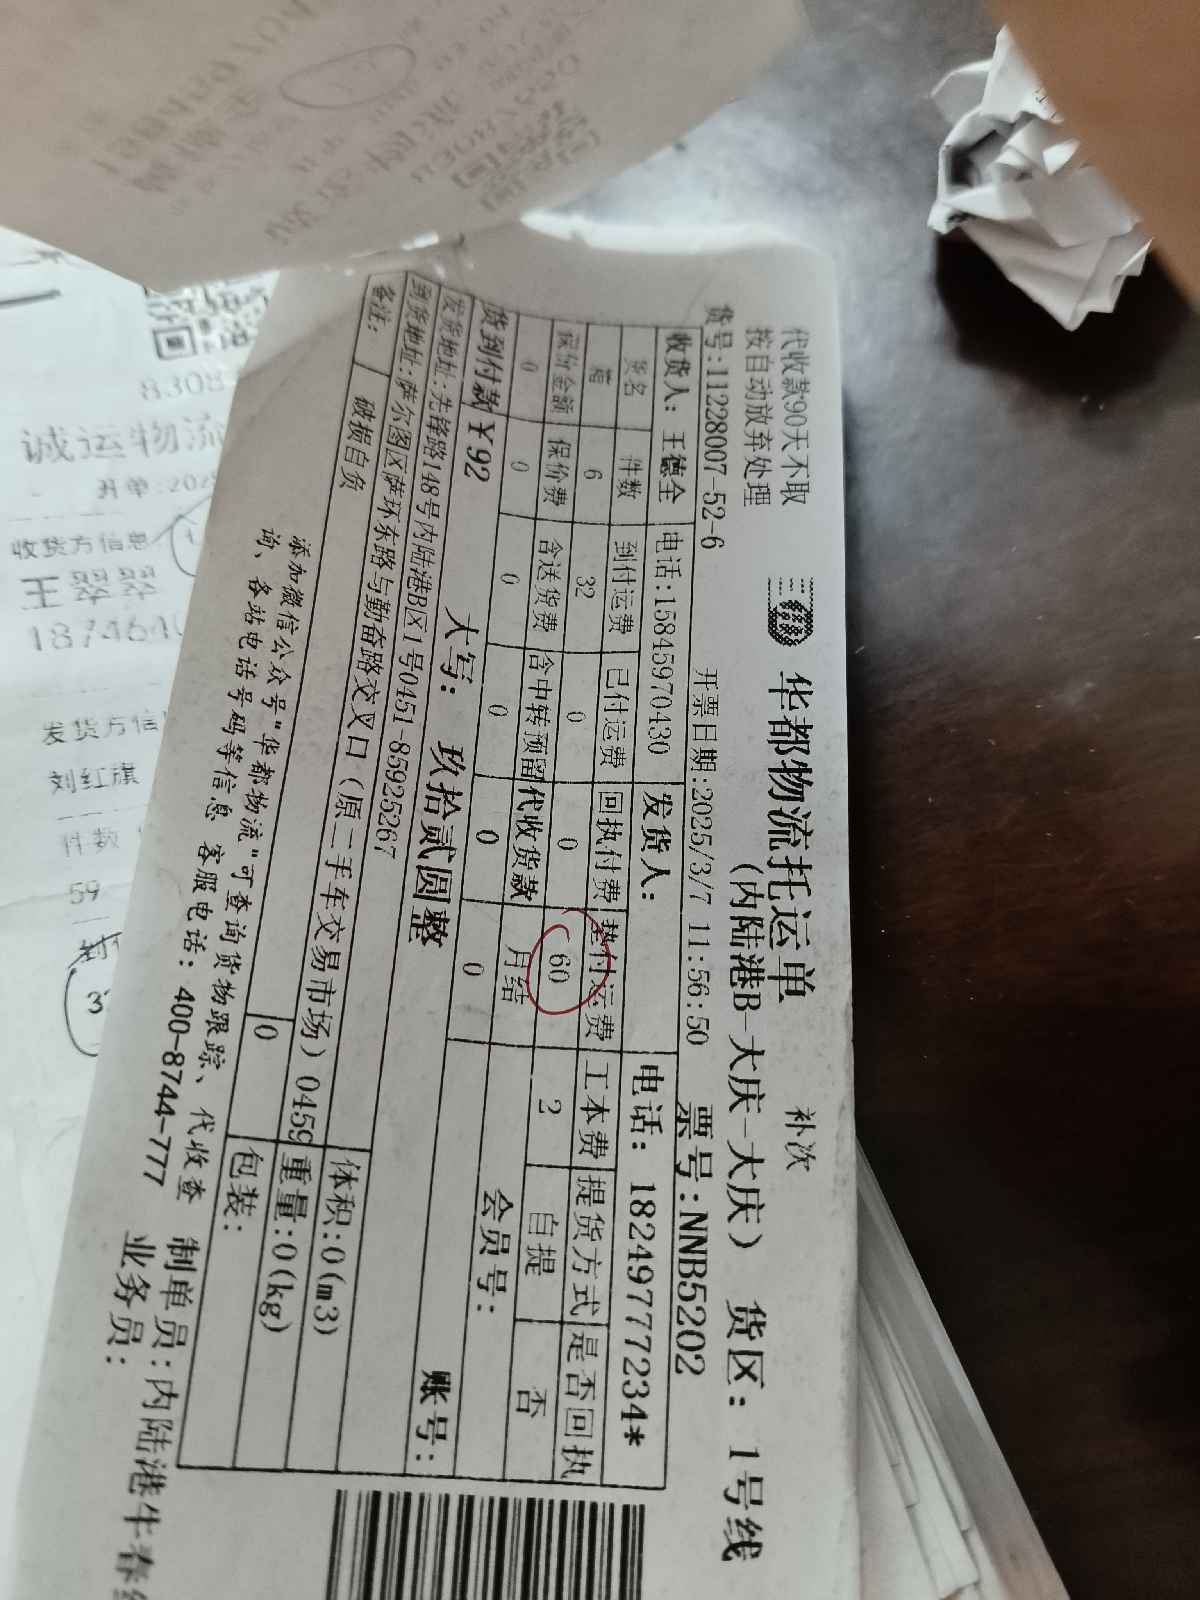 代收款90天不取
按自动放弃处理
华都物流托运单
补次
(内陆港B-大庆-大庆)
货区: 1号线
货号:11228007-52-6
开票日期:2025/3/7 11:56:50
票号:NNB5202
收货人: 王德全 电话:15845970430 发货人: 电话: 18249777234*
货名 件数 到付运费 已付运费 回执付费 垫付运费 工本费 提货方式 是否回执
箱 6 32 0 0 60 2 自提 否
保价金额 保价费 含送货费 含中转预留 代收货款 月结 会员号:
0 0 0 0 0 0
货到付款 ¥92 大写: 玖拾贰圆整 账号:
发货地址:先锋路148号内陆港B区1号0451-85925267
到货地址:萨尔图区萨环东路与勤奋路交叉口(原二手车交易市场) 0459
体积:0(m3)
备注: 破损自负 0 重量:0(kg)
包装:
添加微信公众号"华都物流"可查询货物跟踪、代收查
询、各站电话号码等信息 客服电话: 400-8744-777
制单员:内陆港牛春
业务员:
8308
诚运物流
开单:202
收货方信息
王翠翠
1874640
发货方信
刘红旗
件数
59